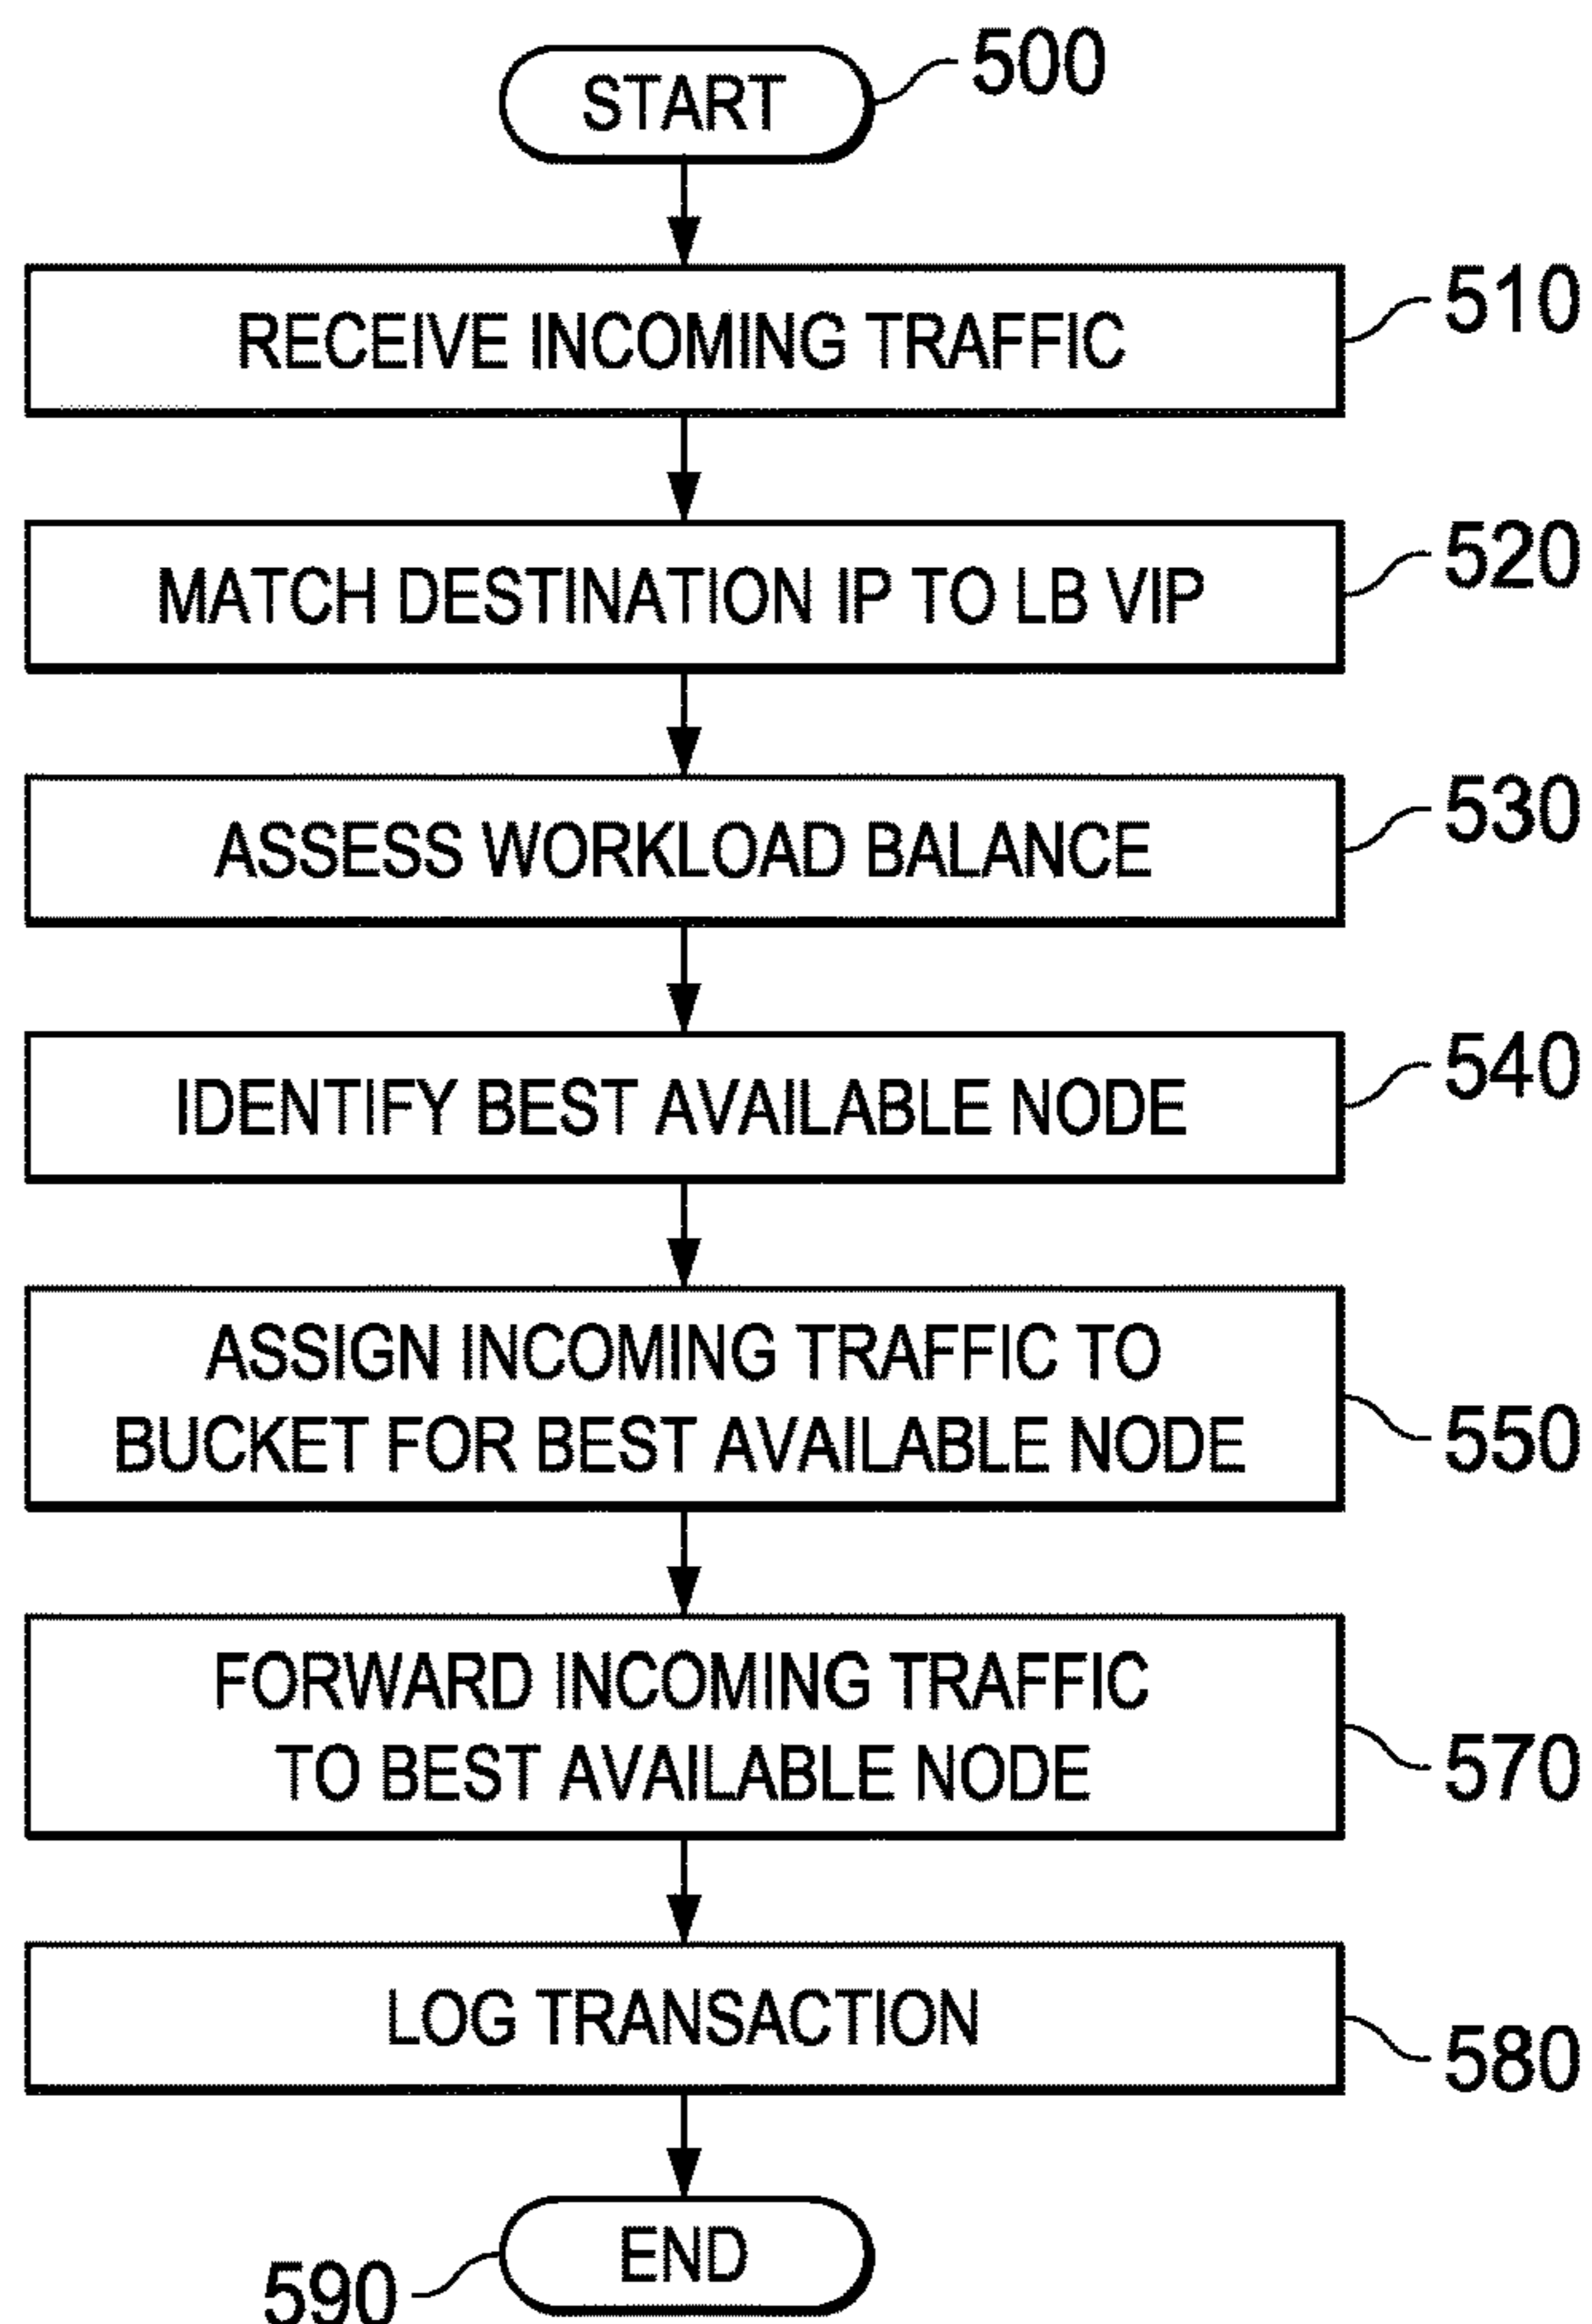 START
500
RECEIVE INCOMING TRAFFIC
510
MATCH DESTINATION IP TO LB VIP
520
ASSESS WORKLOAD BALANCE
530
IDENTIFY BEST AVAILABLE NODE
540
ASSIGN INCOMING TRAFFIC TO
BUCKET FOR BEST AVAILABLE NODE
550
FORWARD INCOMING TRAFFIC
TO BEST AVAILABLE NODE
570
LOG TRANSACTION
580
END
590